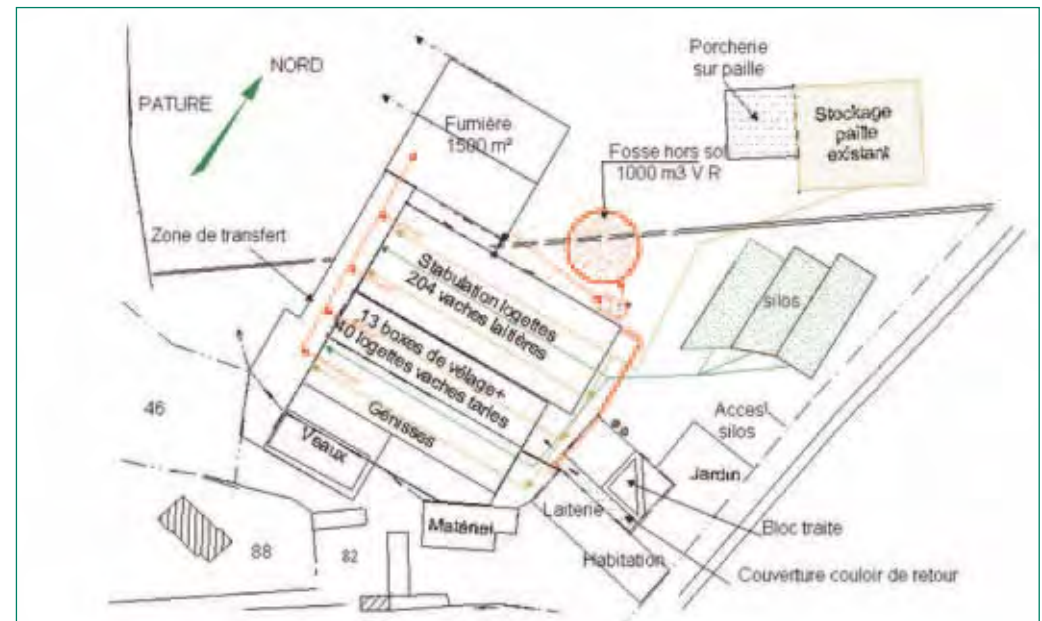 NORD
PATURE
Porcherie
sur paille
Stockage
paille
existant
Fumière
1500 m²
Fosse hors sol
1000 m3 V R
Zone de transfert
Stabulation logettes
204 vaches laitières
silos
13 boxes de vélage+
40 logettes vaches taries
Génisses
Veaux
46
Acces\
silos
Jardin
Laiterie
Matériel
Bloc traite
88
82
Habitation
Couverture couloir de retour